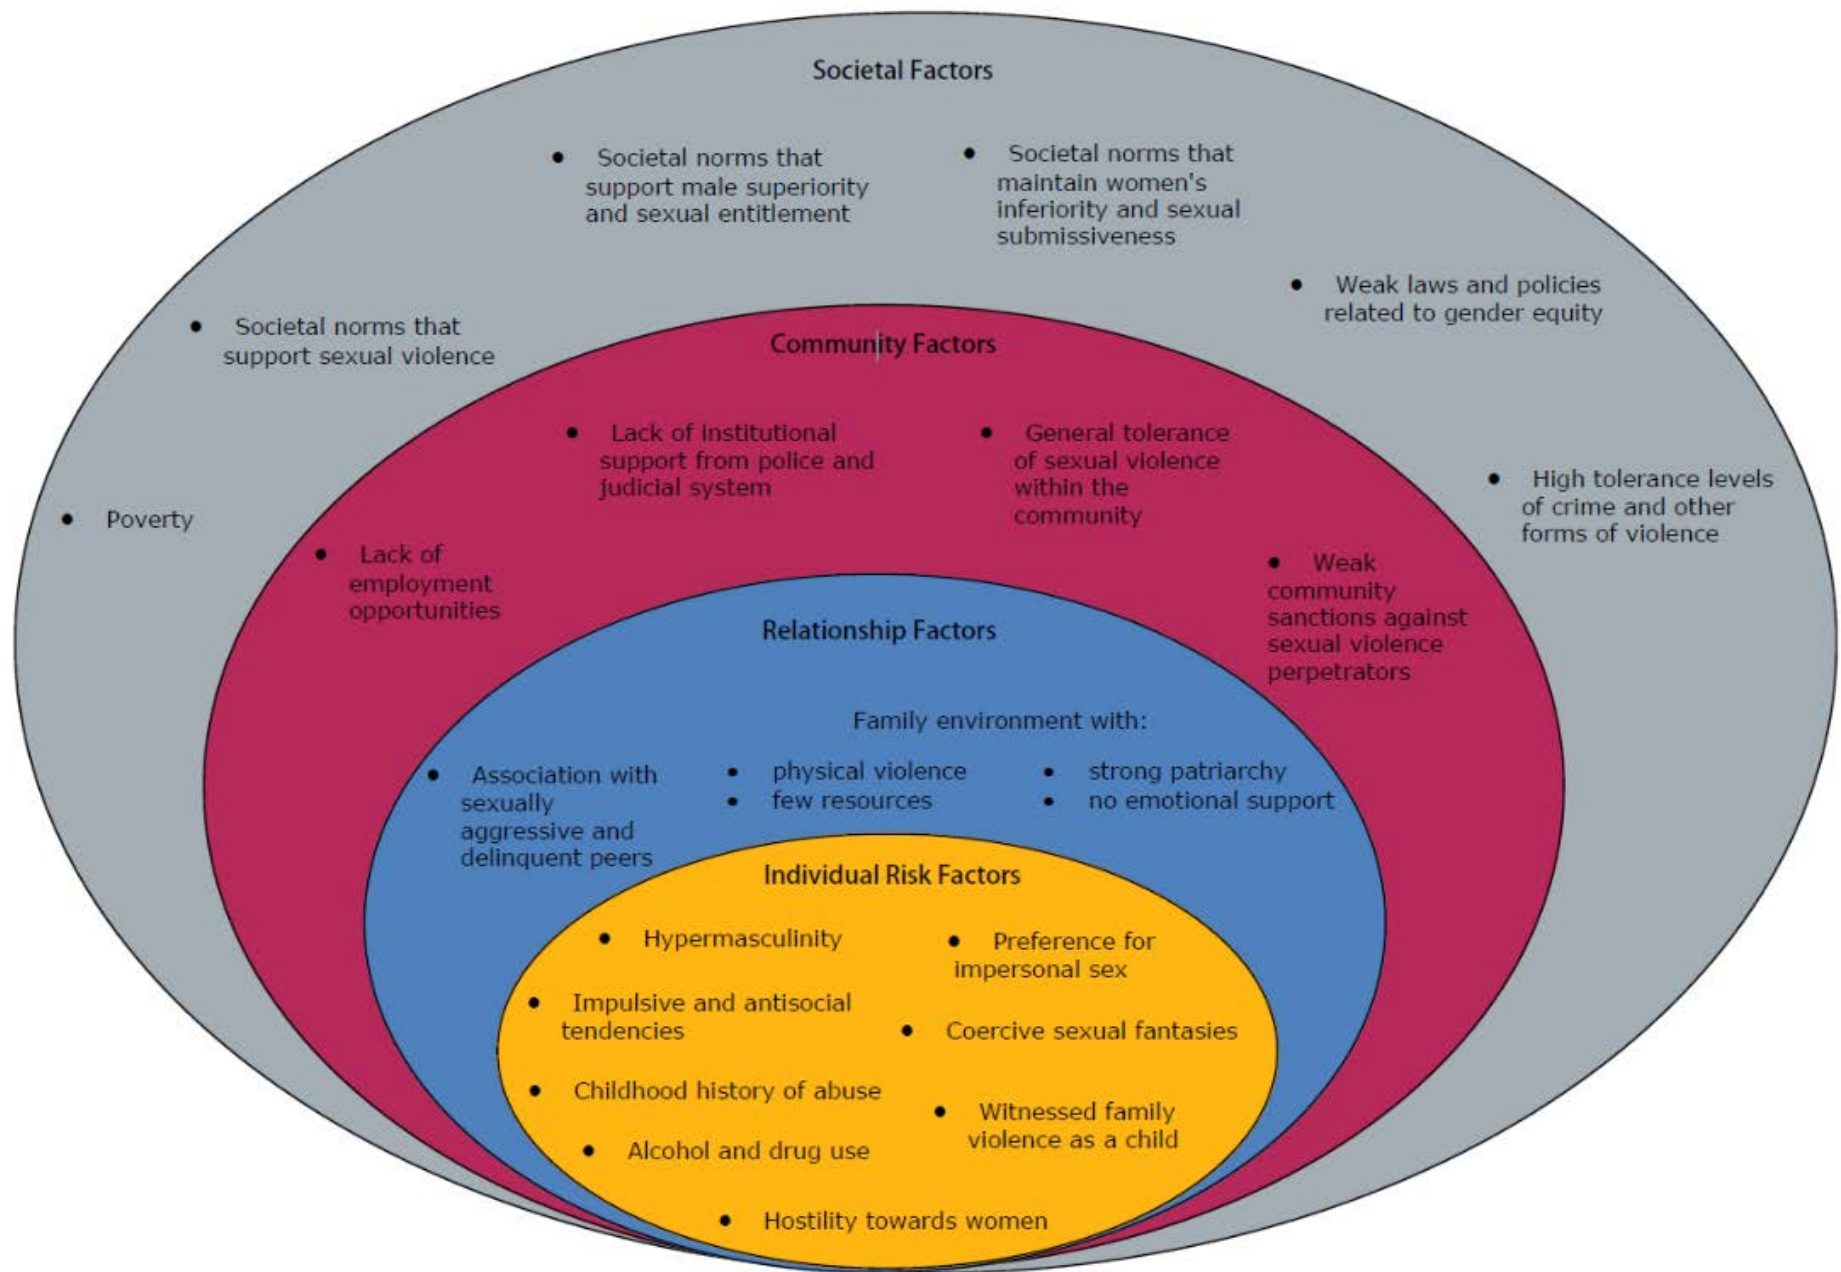 Societal Factors
• Societal norms that
support male superiority
and sexual entitlement
• Societal norms that
maintain women's
inferiority and sexual
submissiveness
• Weak laws and policies
related to gender equity
• Societal norms that
support sexual violence
• Poverty
• High tolerance levels
of crime and other
forms of violence
Community Factors
• Lack of institutional
support from police and
judicial system
• General tolerance
of sexual violence
within the
community
• Lack of
employment
opportunities
• Weak
community
sanctions against
sexual violence
perpetrators
Relationship Factors
• Association with
sexually
aggressive and
delinquent peers
Family environment with:
• physical violence
• few resources
• strong patriarchy
• no emotional support
Individual Risk Factors
• Hypermasculinity
• Preference for
impersonal sex
• Impulsive and antisocial
tendencies
• Coercive sexual fantasies
• Childhood history of abuse
• Witnessed family
violence as a child
• Alcohol and drug use
• Hostility towards women